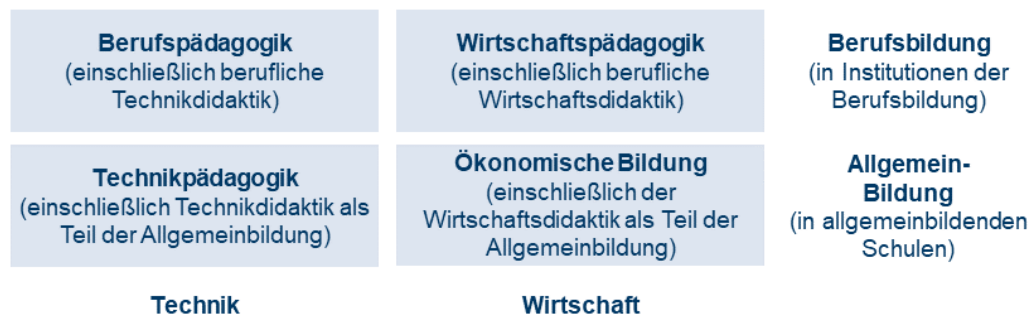 Berufspädagogik
(einschließlich berufliche
Technikdidaktik)
Wirtschaftspädagogik
(einschließlich berufliche
Wirtschaftsdidaktik)
Berufsbildung
(in Institutionen der
Berufsbildung)
Technikpädagogik
(einschließlich Technikdidaktik als
Teil der Allgemeinbildung)
Ökonomische Bildung
(einschließlich der
Wirtschaftsdidaktik als Teil der
Allgemeinbildung)
Allgemein-
Bildung
(in allgemeinbildenden
Schulen)
Technik
Wirtschaft